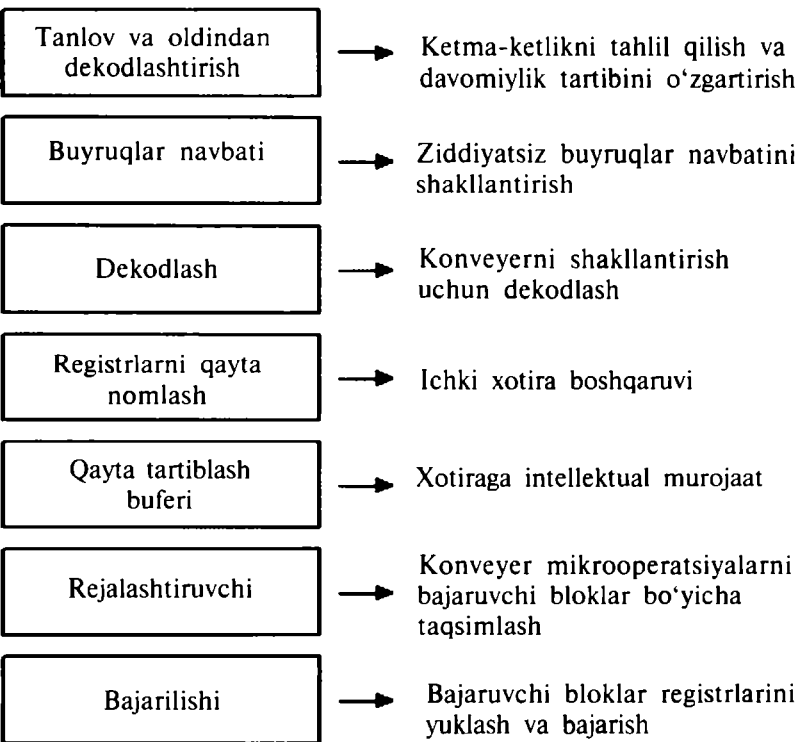 Tanlov va oldindan
dekodlashtirish
Ketma-ketlikni tahlil qilish va
davomiylik tartibini o‘zgartirish
Buyruqlar navbati
Ziddiyatsiz buyruqlar navbatini
shakllantirish
Dekodlash
Konveyerni shakllantirish
uchun dekodlash
Registrlarni qayta
nomlash
Ichki xotira boshqaruvi
Qayta tartiblash
buferi
Xotiraga intellektual murojaat
Rejalashtiruvchi
Konveyer mikrooperatsiyalarni
bajaruvchi bloklar bo‘yicha
taqsimlash
Bajarilishi
Bajaruvchi bloklar registrlarini
yuklash va bajarish